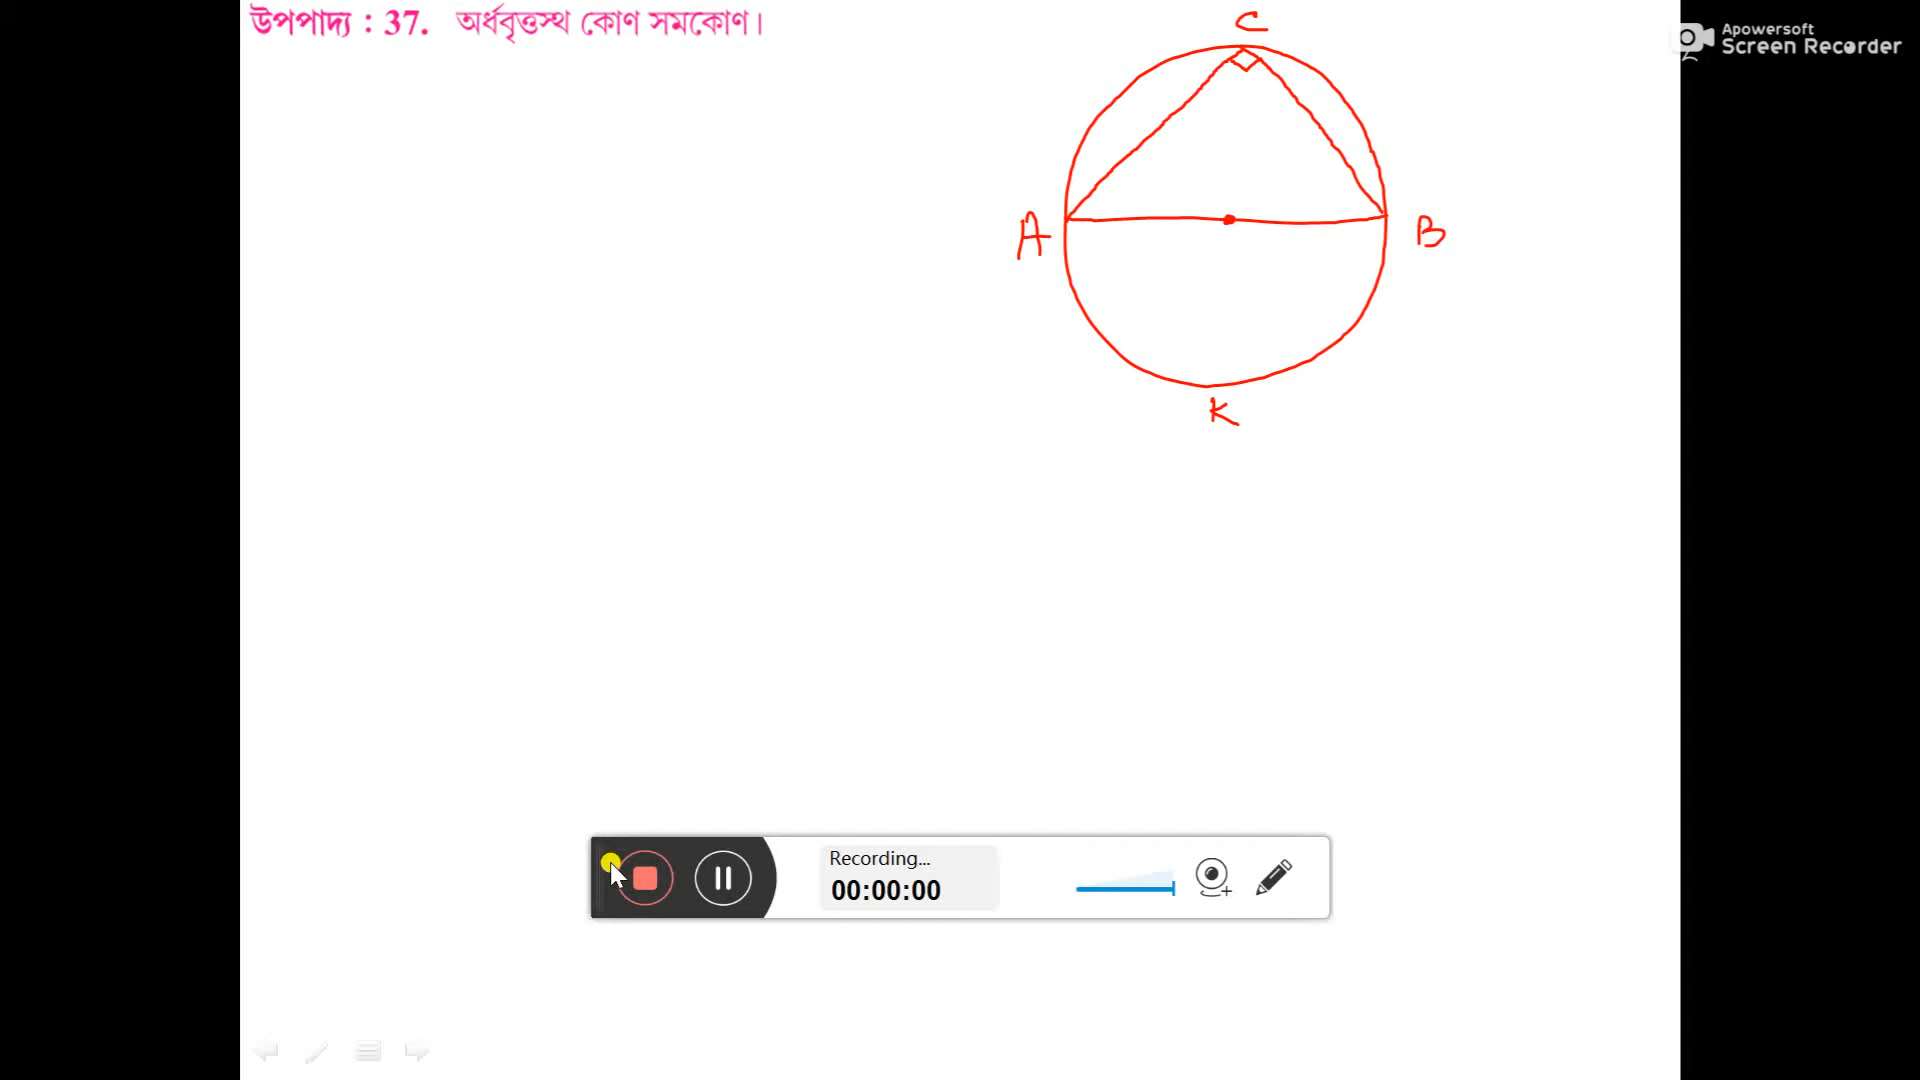 উপপাদ্য : 37. অর্ধবৃত্তস্থ কোণ সমকোণ।
C
Apowersoft
Screen Recorder
A
B
K
Recording...
00:00:00